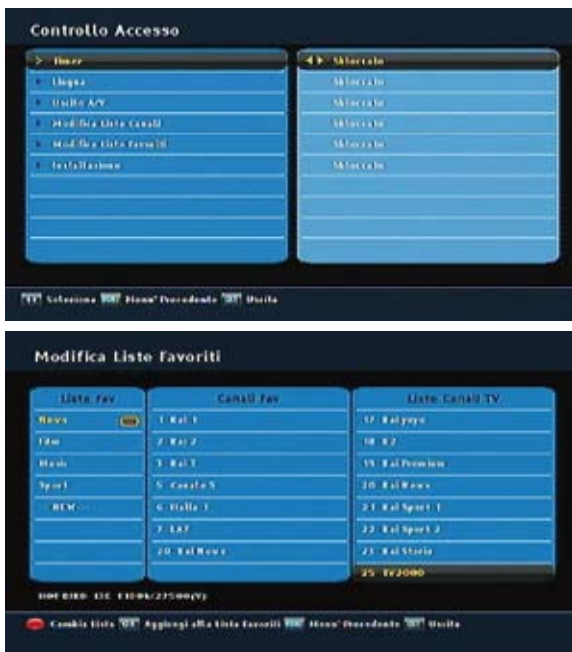 Controllo Accesso
> Timer Sbloccato
Lingua Sbloccato
Uscite A/V Sbloccato
Modifica Liste Canali Sbloccato
Modifica Liste Favoriti Sbloccato
Installazione Sbloccato
Seleziona Menu' Precedente Uscita
Modifica Liste Favoriti
Liste Fav Canali Fav Liste Canali TV
News 1 Rai 1 17 Rai yoyo
Film 2 Rai 2 18 K2
Music 3 Rai 3 19 Rai Premium
Sport 5 Canale 5 20 Rai News
NEW 6 Italia 1 21 Rai Sport 1
7 LA7 22 Rai Sport 2
20 Rai News 23 Rai Storia
25 TV2000
HOT BIRD 13E
Cambia Lista Aggiungi alla Lista Favoriti Menu' Precedente Uscita